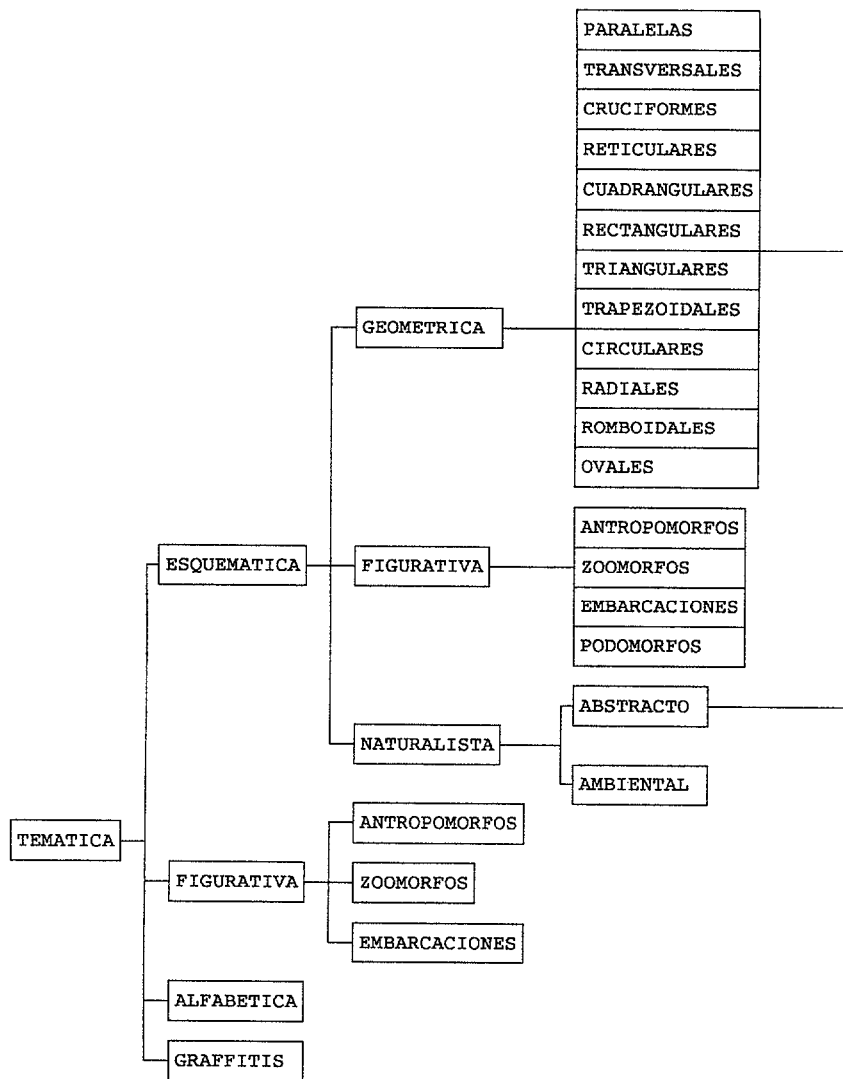 PARALELAS
TRANSVERSALES
CRUCIFORMES
RETICULARES
CUADRANGULARES
RECTANGULARES
TRIANGULARES
GEOMETRICA
TRAPEZOIDALES
CIRCULARES
RADIALES
ROMBOIDALES
OVALES
ANTROPOMORFOS
ESQUEMATICA
FIGURATIVA
ZOOMORFOS
EMBARCACIONES
PODOMORFOS
ABSTRACTO
NATURALISTA
AMBIENTAL
ANTROPOMORFOS
TEMATICA
FIGURATIVA
ZOOMORFOS
EMBARCACIONES
ALFABETICA
GRAFFITIS